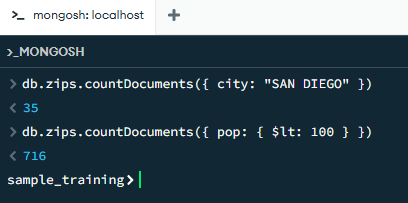 mongosh: localhost
>_MONGOSH
> db.zips.countDocuments({ city: "SAN DIEGO" })
< 35
> db.zips.countDocuments({ pop: { $lt: 100 } })
< 716
sample_training>